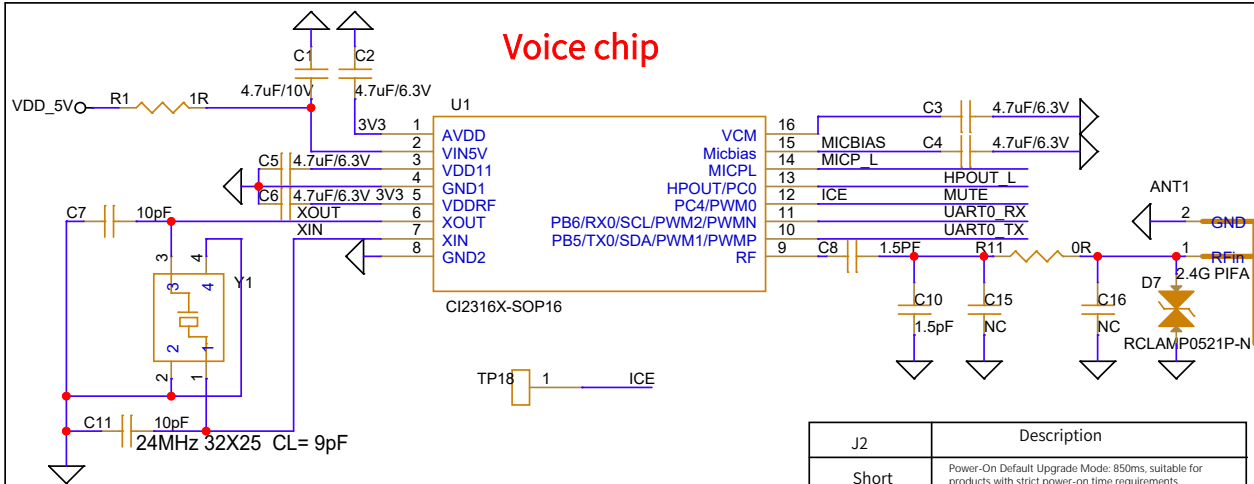 Voice chip
C1
C2
4.7uF/10V
4.7uF/6.3V
VDD_5V
R1
1R
U1
3V3
1
AVDD
2
VIN5V
C5
4.7uF/6.3V
3
VDD11
4
GND1
C6
4.7uF/6.3V
3V3
5
VDDRF
XOUT
6
XOUT
XIN
7
XIN
8
GND2
VCM
16
C3
4.7uF/6.3V
Micbias
15
MICBIAS
C4
4.7uF/6.3V
MICPL
14
MICP_L
HPOUT/PC0
13
HPOUT_L
PC4/PWM0
12
ICE
MUTE
PB6/RX0/SCL/PWM2/PWMN
11
UART0_RX
PB5/TX0/SDA/PWM1/PWMP
10
UART0_TX
RF
9
C8
1.5PF
R11
0R
CI2316X-SOP16
C7
10pF
3
4
3
4
Y1
2
1
2
1
C11
10pF
24MHz 32X25 CL= 9pF
C10
1.5pF
C15
NC
C16
NC
D7
RCLAMP0521P-N
ANT1
2
GND
1
RFin
2.4G PIFA
TP18
1
ICE
J2
Description
Short
Power-On Default Upgrade Mode: 850ms, suitable for
products with strict power-on time requirements